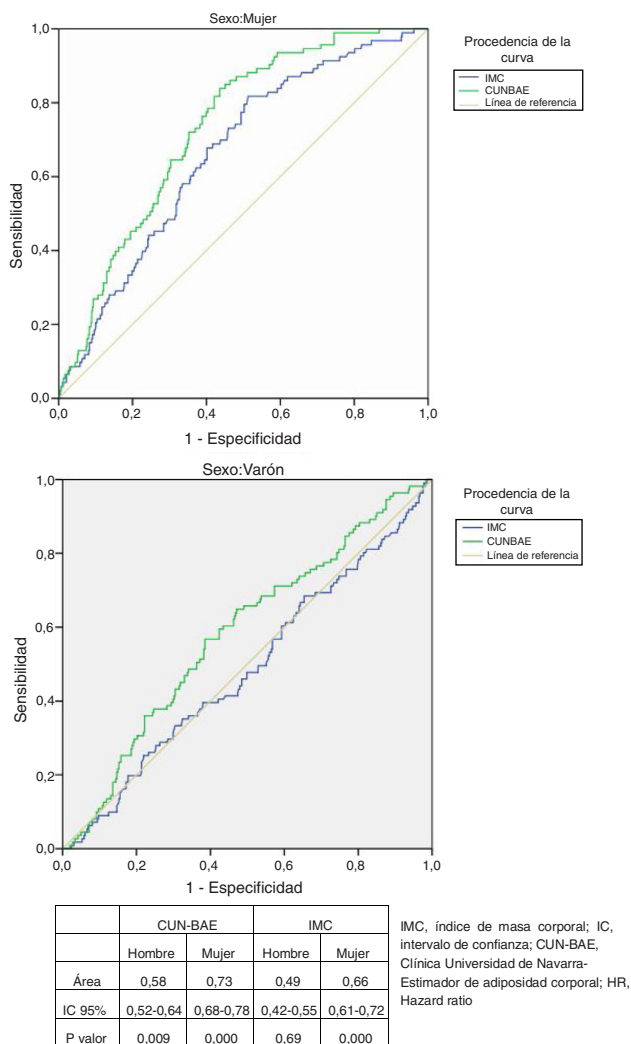 Sexo:Mujer
1,0
0,8
0,6
0,4
0,2
0,0
Sensibilidad
0,0 0,2 0,4 0,6 0,8 1,0
1 - Especificidad
Procedencia de la
curva
IMC
CUNBAE
Línea de referencia
Sexo:Varón
1,0
0,8
0,6
0,4
0,2
0,0
Sensibilidad
0,0 0,2 0,4 0,6 0,8 1,0
1 - Especificidad
Procedencia de la
curva
IMC
CUNBAE
Línea de referencia
CUN-BAE IMC
Hombre Mujer Hombre Mujer
Área 0,58 0,73 0,49 0,66
IC 95% 0,52-0,64 0,68-0,78 0,42-0,55 0,61-0,72
P valor 0,009 0,000 0,69 0,000
IMC, índice de masa corporal; IC,
intervalo de confianza; CUN-BAE,
Clínica Universidad de Navarra-
Estimador de adiposidad corporal; HR,
Hazard ratio